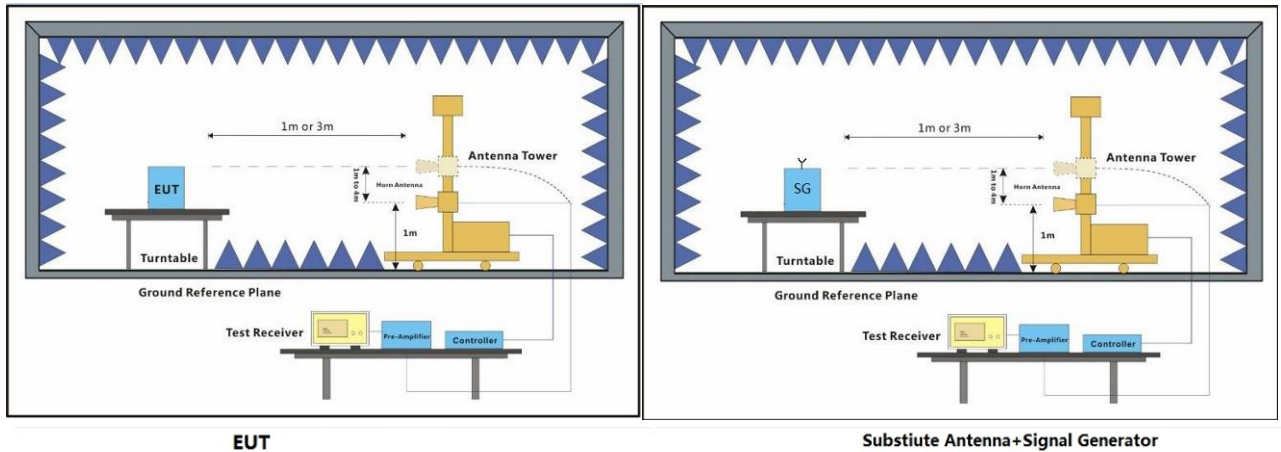 1m or 3m
Antenna Tower
EUT
1m to 4m
Horn Antenna
1m
Turntable
Ground Reference Plane
Test Receiver
Pre-Amplifier
Controller
EUT
1m or 3m
Antenna Tower
SG
1m to 4m
Horn Antenna
1m
Turntable
Ground Reference Plane
Test Receiver
Pre-Amplifier
Controller
Substiute Antenna+Signal Generator